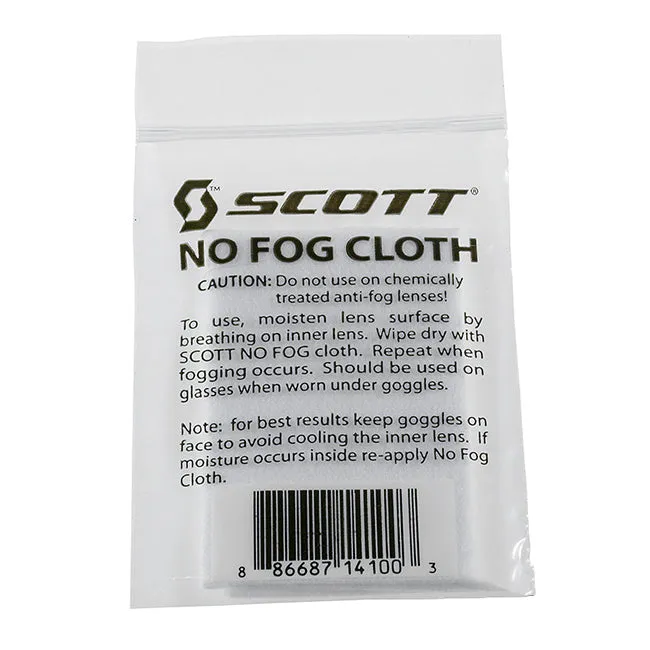 ™ SCOTT®
NO FOG CLOTH
CAUTION: Do not use on chemically
treated anti-fog lenses!
To use, moisten lens surface by
breathing on inner lens. Wipe dry with
SCOTT NO FOG cloth. Repeat when
fogging occurs. Should be used on
glasses when worn under goggles.
Note: for best results keep goggles on
face to avoid cooling the inner lens. If
moisture occurs inside re-apply No Fog
Cloth.
8 86687 14100 3